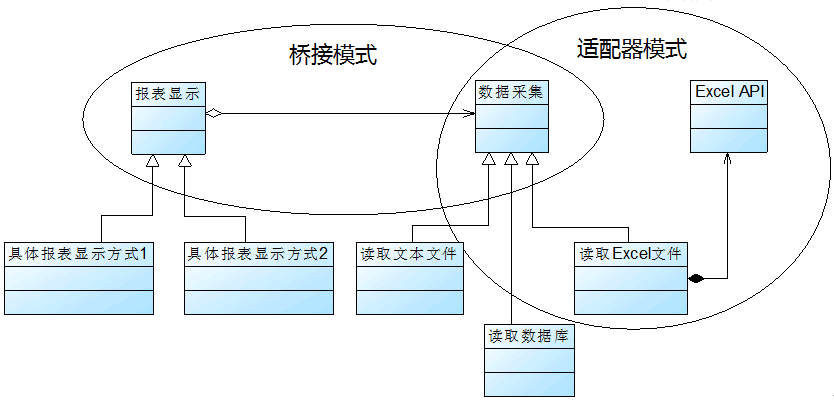 桥接模式
适配器模式
报表显示
数据采集
Excel API
具体报表显示方式1
具体报表显示方式2
读取文本文件
读取Excel文件
读取数据库